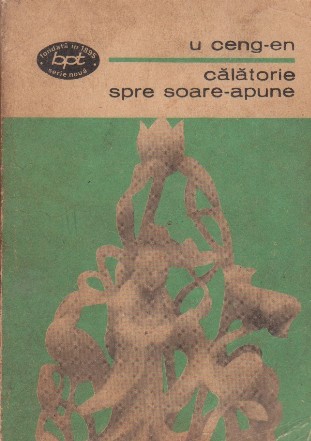 fondată în 1895
bpt
serie nouă
u ceng-en
călătorie
spre soare-apune